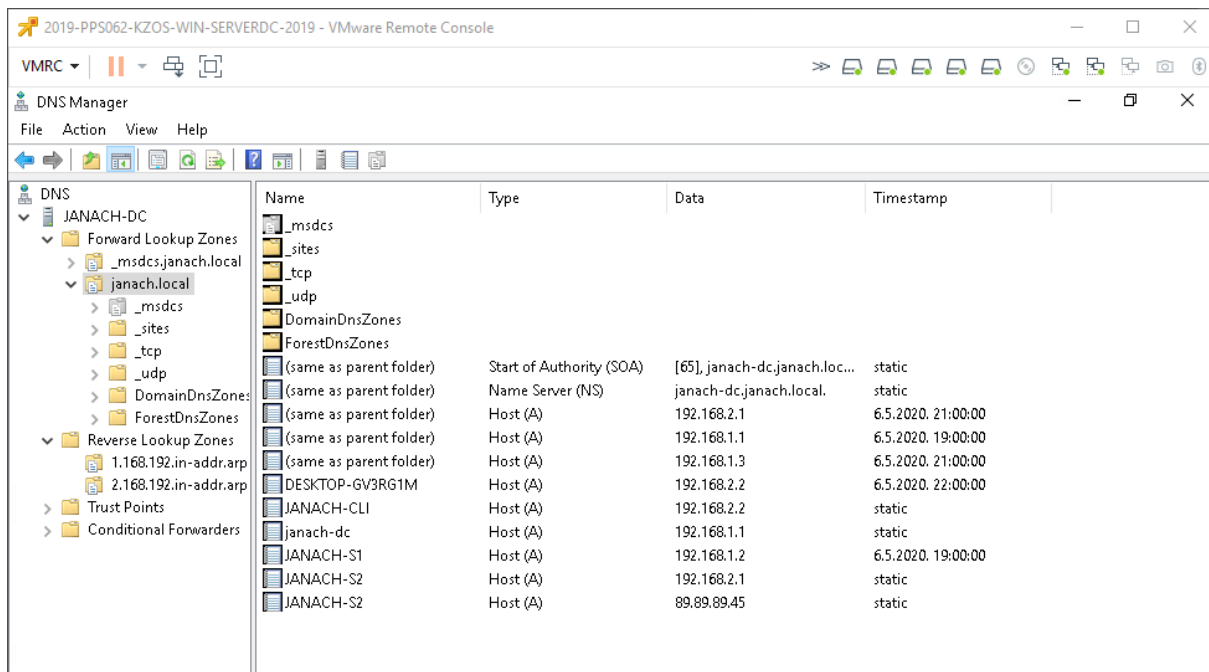 2019-PPS062-KZOS-WIN-SERVERDC-2019 - VMware Remote Console
VMRC
DNS Manager
File Action View Help
DNS
JANACH-DC
Forward Lookup Zones
_msdcs.janach.local
janach.local
_msdcs
_sites
_tcp
_udp
DomainDnsZones
ForestDnsZones
Reverse Lookup Zones
1.168.192.in-addr.arp
2.168.192.in-addr.arp
Trust Points
Conditional Forwarders
Name Type Data Timestamp
_msdcs
_sites
_tcp
_udp
DomainDnsZones
ForestDnsZones
(same as parent folder) Start of Authority (SOA) [65], janach-dc.janach.loc... static
(same as parent folder) Name Server (NS) janach-dc.janach.local. static
(same as parent folder) Host (A) 192.168.2.1 6.5.2020. 21:00:00
(same as parent folder) Host (A) 192.168.1.1 6.5.2020. 19:00:00
(same as parent folder) Host (A) 192.168.1.3 6.5.2020. 21:00:00
DESKTOP-GV3RG1M Host (A) 192.168.2.2 6.5.2020. 22:00:00
JANACH-CLI Host (A) 192.168.2.2 static
janach-dc Host (A) 192.168.1.1 static
JANACH-S1 Host (A) 192.168.1.2 6.5.2020. 19:00:00
JANACH-S2 Host (A) 192.168.2.1 static
JANACH-S2 Host (A) 89.89.89.45 static